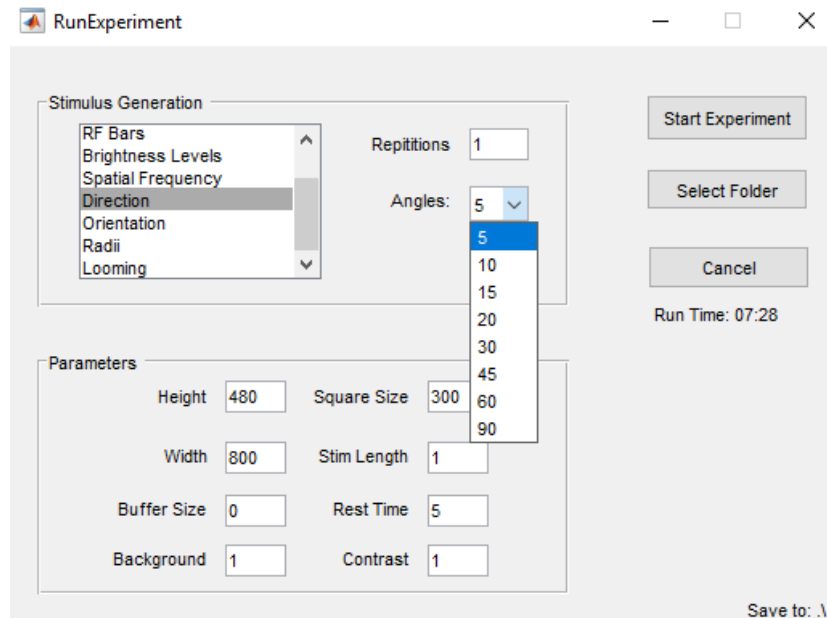 RunExperiment
Stimulus Generation
RF Bars
Brightness Levels
Spatial Frequency
Direction
Orientation
Radii
Looming
Repititions 1
Angles: 5
5
10
15
20
30
45
60
90
Start Experiment
Select Folder
Cancel
Run Time: 07:28
Parameters
Height 480 Square Size 300
Width 800 Stim Length 1
Buffer Size 0 Rest Time 5
Background 1 Contrast 1
Save to: .\